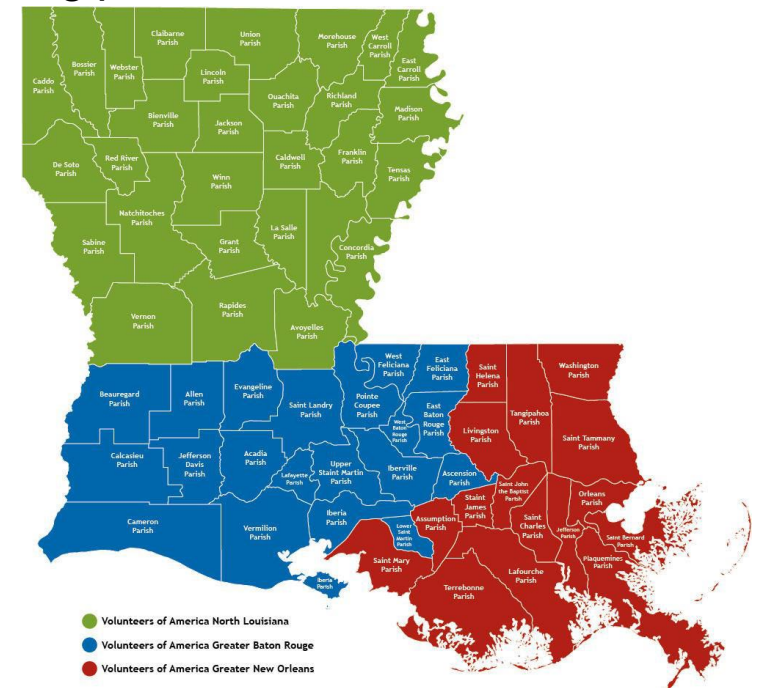 Claibarne
Parish
Union
Parish
Morehouse
Parish
West
Carroll
Parish
East
Carroll
Parish
Caddo
Parish
Bossier
Parish
Webster
Parish
Lincoln
Parish
Ouachita
Parish
Richland
Parish
Madison
Parish
Bienville
Parish
Jackson
Parish
De Soto
Parish
Red River
Parish
Winn
Parish
Caldwell
Parish
Franklin
Parish
Tensas
Parish
Natchitoches
Parish
Sabine
Parish
Grant
Parish
La Salle
Parish
Concordia
Parish
Vernon
Parish
Rapides
Parish
Avoyelles
Parish
West
Feliciana
Parish
East
Feliciana
Parish
Saint
Helena
Parish
Washington
Parish
Beauregard
Parish
Allen
Parish
Evangeline
Parish
Saint Landry
Parish
Pointe
Coupee
Parish
West
Baton
Rouge
Parish
East
Baton
Rouge
Parish
Livingston
Parish
Tangipahoa
Parish
Saint Tammany
Parish
Calcasieu
Parish
Jefferson
Davis
Parish
Acadia
Parish
Lafayette
Parish
Upper
Staint Martin
Parish
Iberville
Parish
Ascension
Parish
Saint John
the Baptist
Parish
Orleans
Parish
Cameron
Parish
Vermilion
Parish
Iberia
Parish
Lower
Saint
Martin
Parish
Assumption
Parish
Staint
James
Parish
Saint
Charles
Parish
Jefferson
Parish
Saint Bernard
Parish
Plaquemines
Parish
Iberia
Parish
Saint Mary
Parish
Terrebonne
Parish
Lafourche
Parish
Volunteers of America North Louisiana
Volunteers of America Greater Baton Rouge
Volunteers of America Greater New Orleans